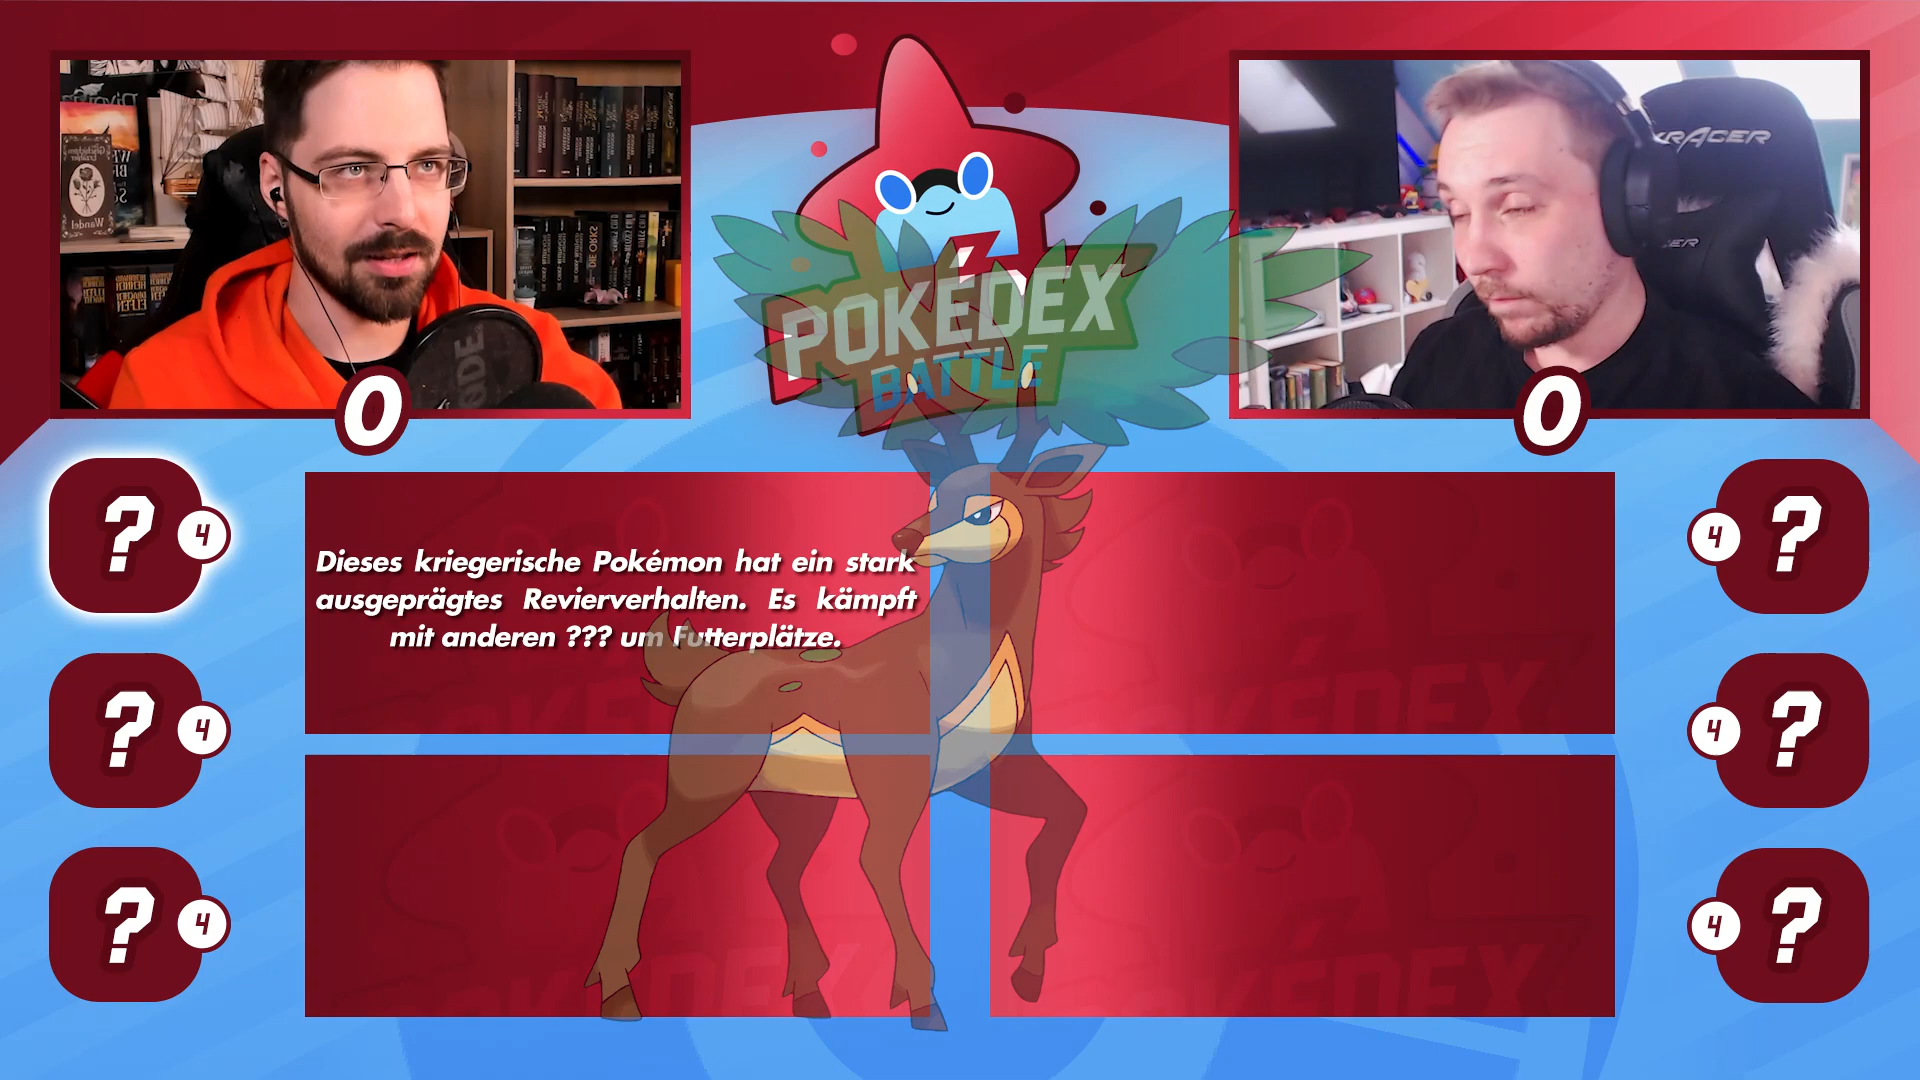 POKÉDEX
BATTLE
RACER
0
0
?
4
?
4
?
4
Dieses kriegerische Pokémon hat ein stark
ausgeprägtes Revierverhalten. Es kämpft
mit anderen ??? um Futterplätze.
4
?
4
?
4
?